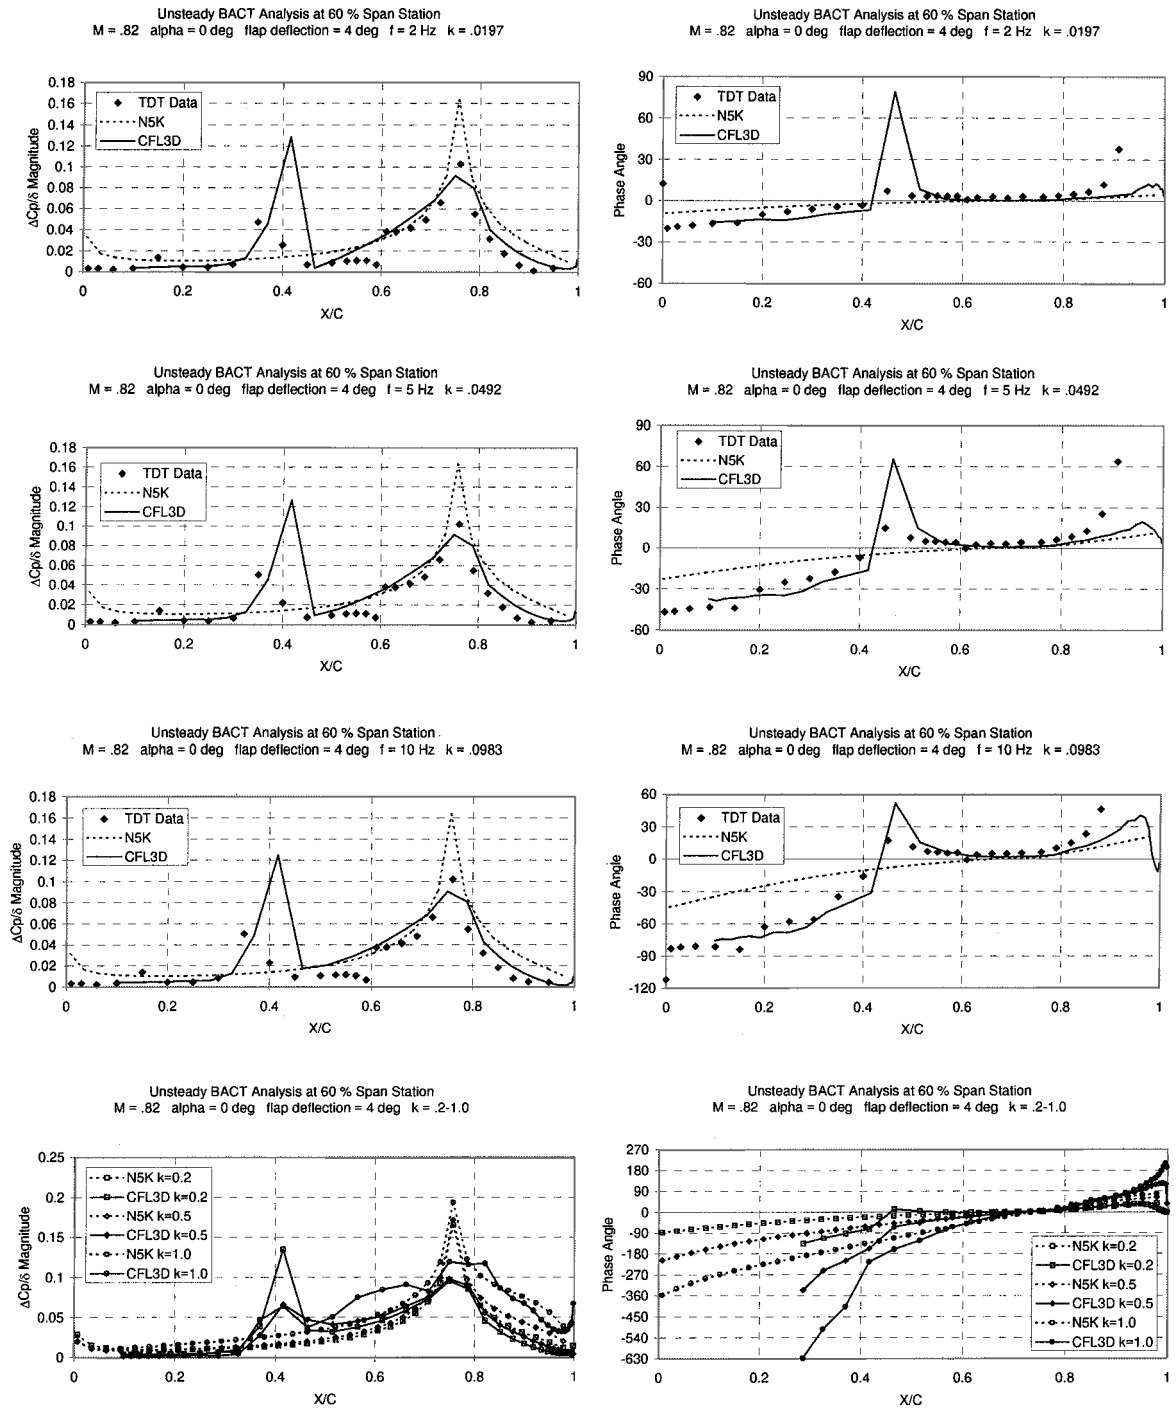 Unsteady BACT Analysis at 60 % Span Station
M = .82 alpha = 0 deg flap deflection = 4 deg f = 2 Hz k = .0197
0.18
0.16
0.14
0.12
0.1
0.08
0.06
0.04
0.02
0
ΔCp/δ Magnitude
TDT Data
N5K
CFL3D
0 0.2 0.4 0.6 0.8 1
X/C
Unsteady BACT Analysis at 60 % Span Station
M = .82 alpha = 0 deg flap deflection = 4 deg f = 2 Hz k = .0197
90
60
30
0
-30
-60
Phase Angle
TDT Data
N5K
CFL3D
0 0.2 0.4 0.6 0.8 1
X/C
Unsteady BACT Analysis at 60 % Span Station
M = .82 alpha = 0 deg flap deflection = 4 deg f = 5 Hz k = .0492
0.18
0.16
0.14
0.12
0.1
0.08
0.06
0.04
0.02
0
ΔCp/δ Magnitude
TDT Data
N5K
CFL3D
0 0.2 0.4 0.6 0.8 1
X/C
Unsteady BACT Analysis at 60 % Span Station
M = .82 alpha = 0 deg flap deflection = 4 deg f = 5 Hz k = .0492
90
60
30
0
-30
-60
Phase Angle
TDT Data
N5K
CFL3D
0 0.2 0.4 0.6 0.8 1
X/C
Unsteady BACT Analysis at 60 % Span Station
M = .82 alpha = 0 deg flap deflection = 4 deg f = 10 Hz k = .0983
0.18
0.16
0.14
0.12
0.1
0.08
0.06
0.04
0.02
0
ΔCp/δ Magnitude
TDT Data
N5K
CFL3D
0 0.2 0.4 0.6 0.8 1
X/C
Unsteady BACT Analysis at 60 % Span Station
M = .82 alpha = 0 deg flap deflection = 4 deg f = 10 Hz k = .0983
60
30
0
-30
-60
-90
-120
Phase Angle
TDT Data
N5K
CFL3D
0 0.2 0.4 0.6 0.8 1
X/C
Unsteady BACT Analysis at 60 % Span Station
M = .82 alpha = 0 deg flap deflection = 4 deg k = .2-1.0
0.25
0.2
0.15
0.1
0.05
0
ΔCp/δ Magnitude
N5K k=0.2
CFL3D k=0.2
N5K k=0.5
CFL3D k=0.5
N5K k=1.0
CFL3D k=1.0
0 0.2 0.4 0.6 0.8 1
X/C
Unsteady BACT Analysis at 60 % Span Station
M = .82 alpha = 0 deg flap deflection = 4 deg k = .2-1.0
270
180
90
0
-90
-180
-270
-360
-450
-540
-630
Phase Angle
N5K k=0.2
CFL3D k=0.2
N5K k=0.5
CFL3D k=0.5
N5K k=1.0
CFL3D k=1.0
0 0.2 0.4 0.6 0.8 1
X/C